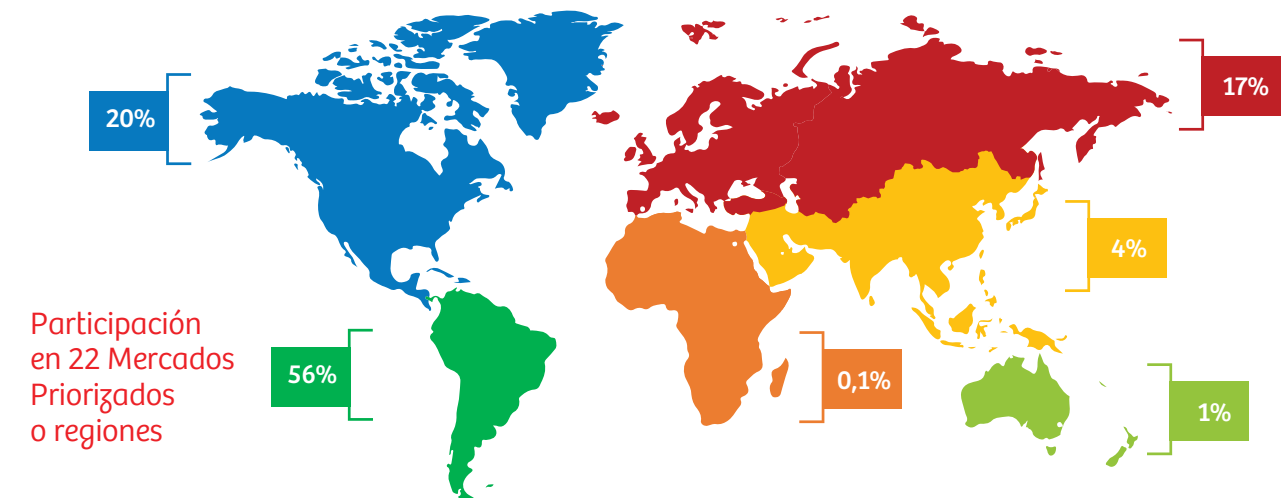 20%
17%
4%
Participación
en 22 Mercados
Priorizados
o regiones
56%
0,1%
1%